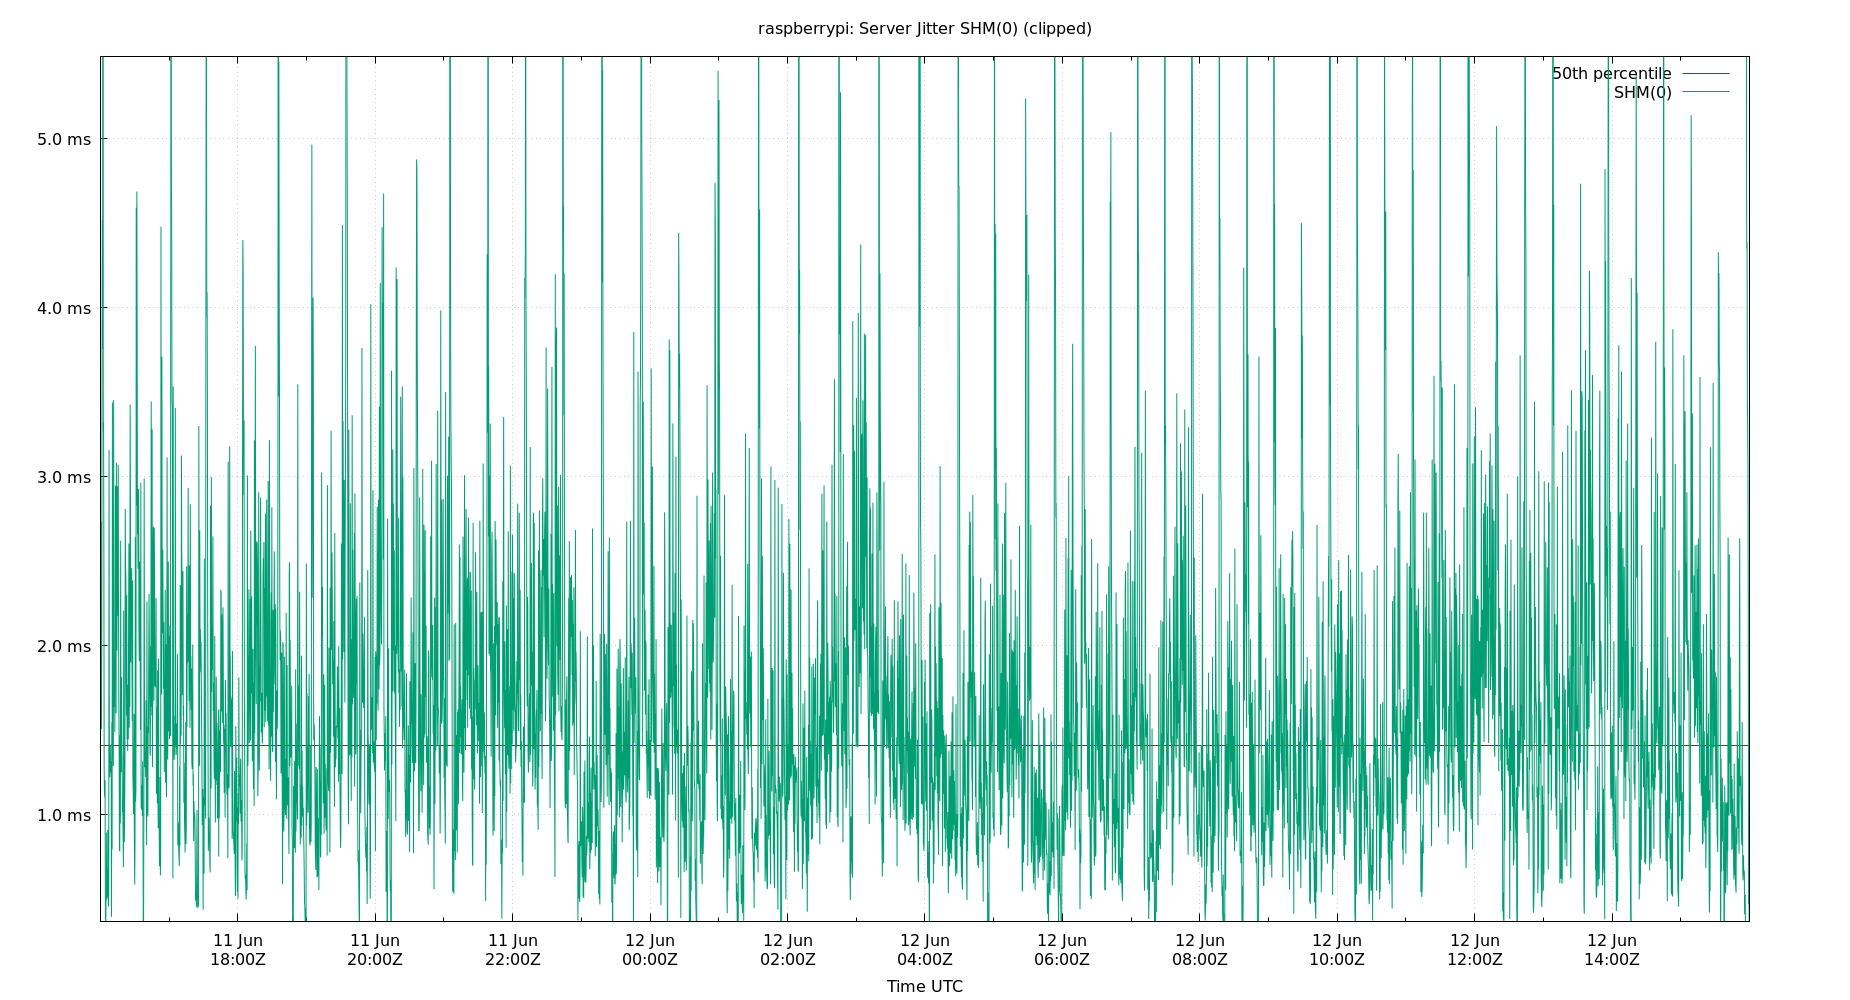 raspberrypi: Server Jitter SHM(0) (clipped)
50th percentile
SHM(0)
5.0 ms
4.0 ms
3.0 ms
2.0 ms
1.0 ms
11 Jun 11 Jun 11 Jun 12 Jun 12 Jun 12 Jun 12 Jun 12 Jun 12 Jun 12 Jun 12 Jun
18:00Z 20:00Z 22:00Z 00:00Z 02:00Z 04:00Z 06:00Z 08:00Z 10:00Z 12:00Z 14:00Z
Time UTC